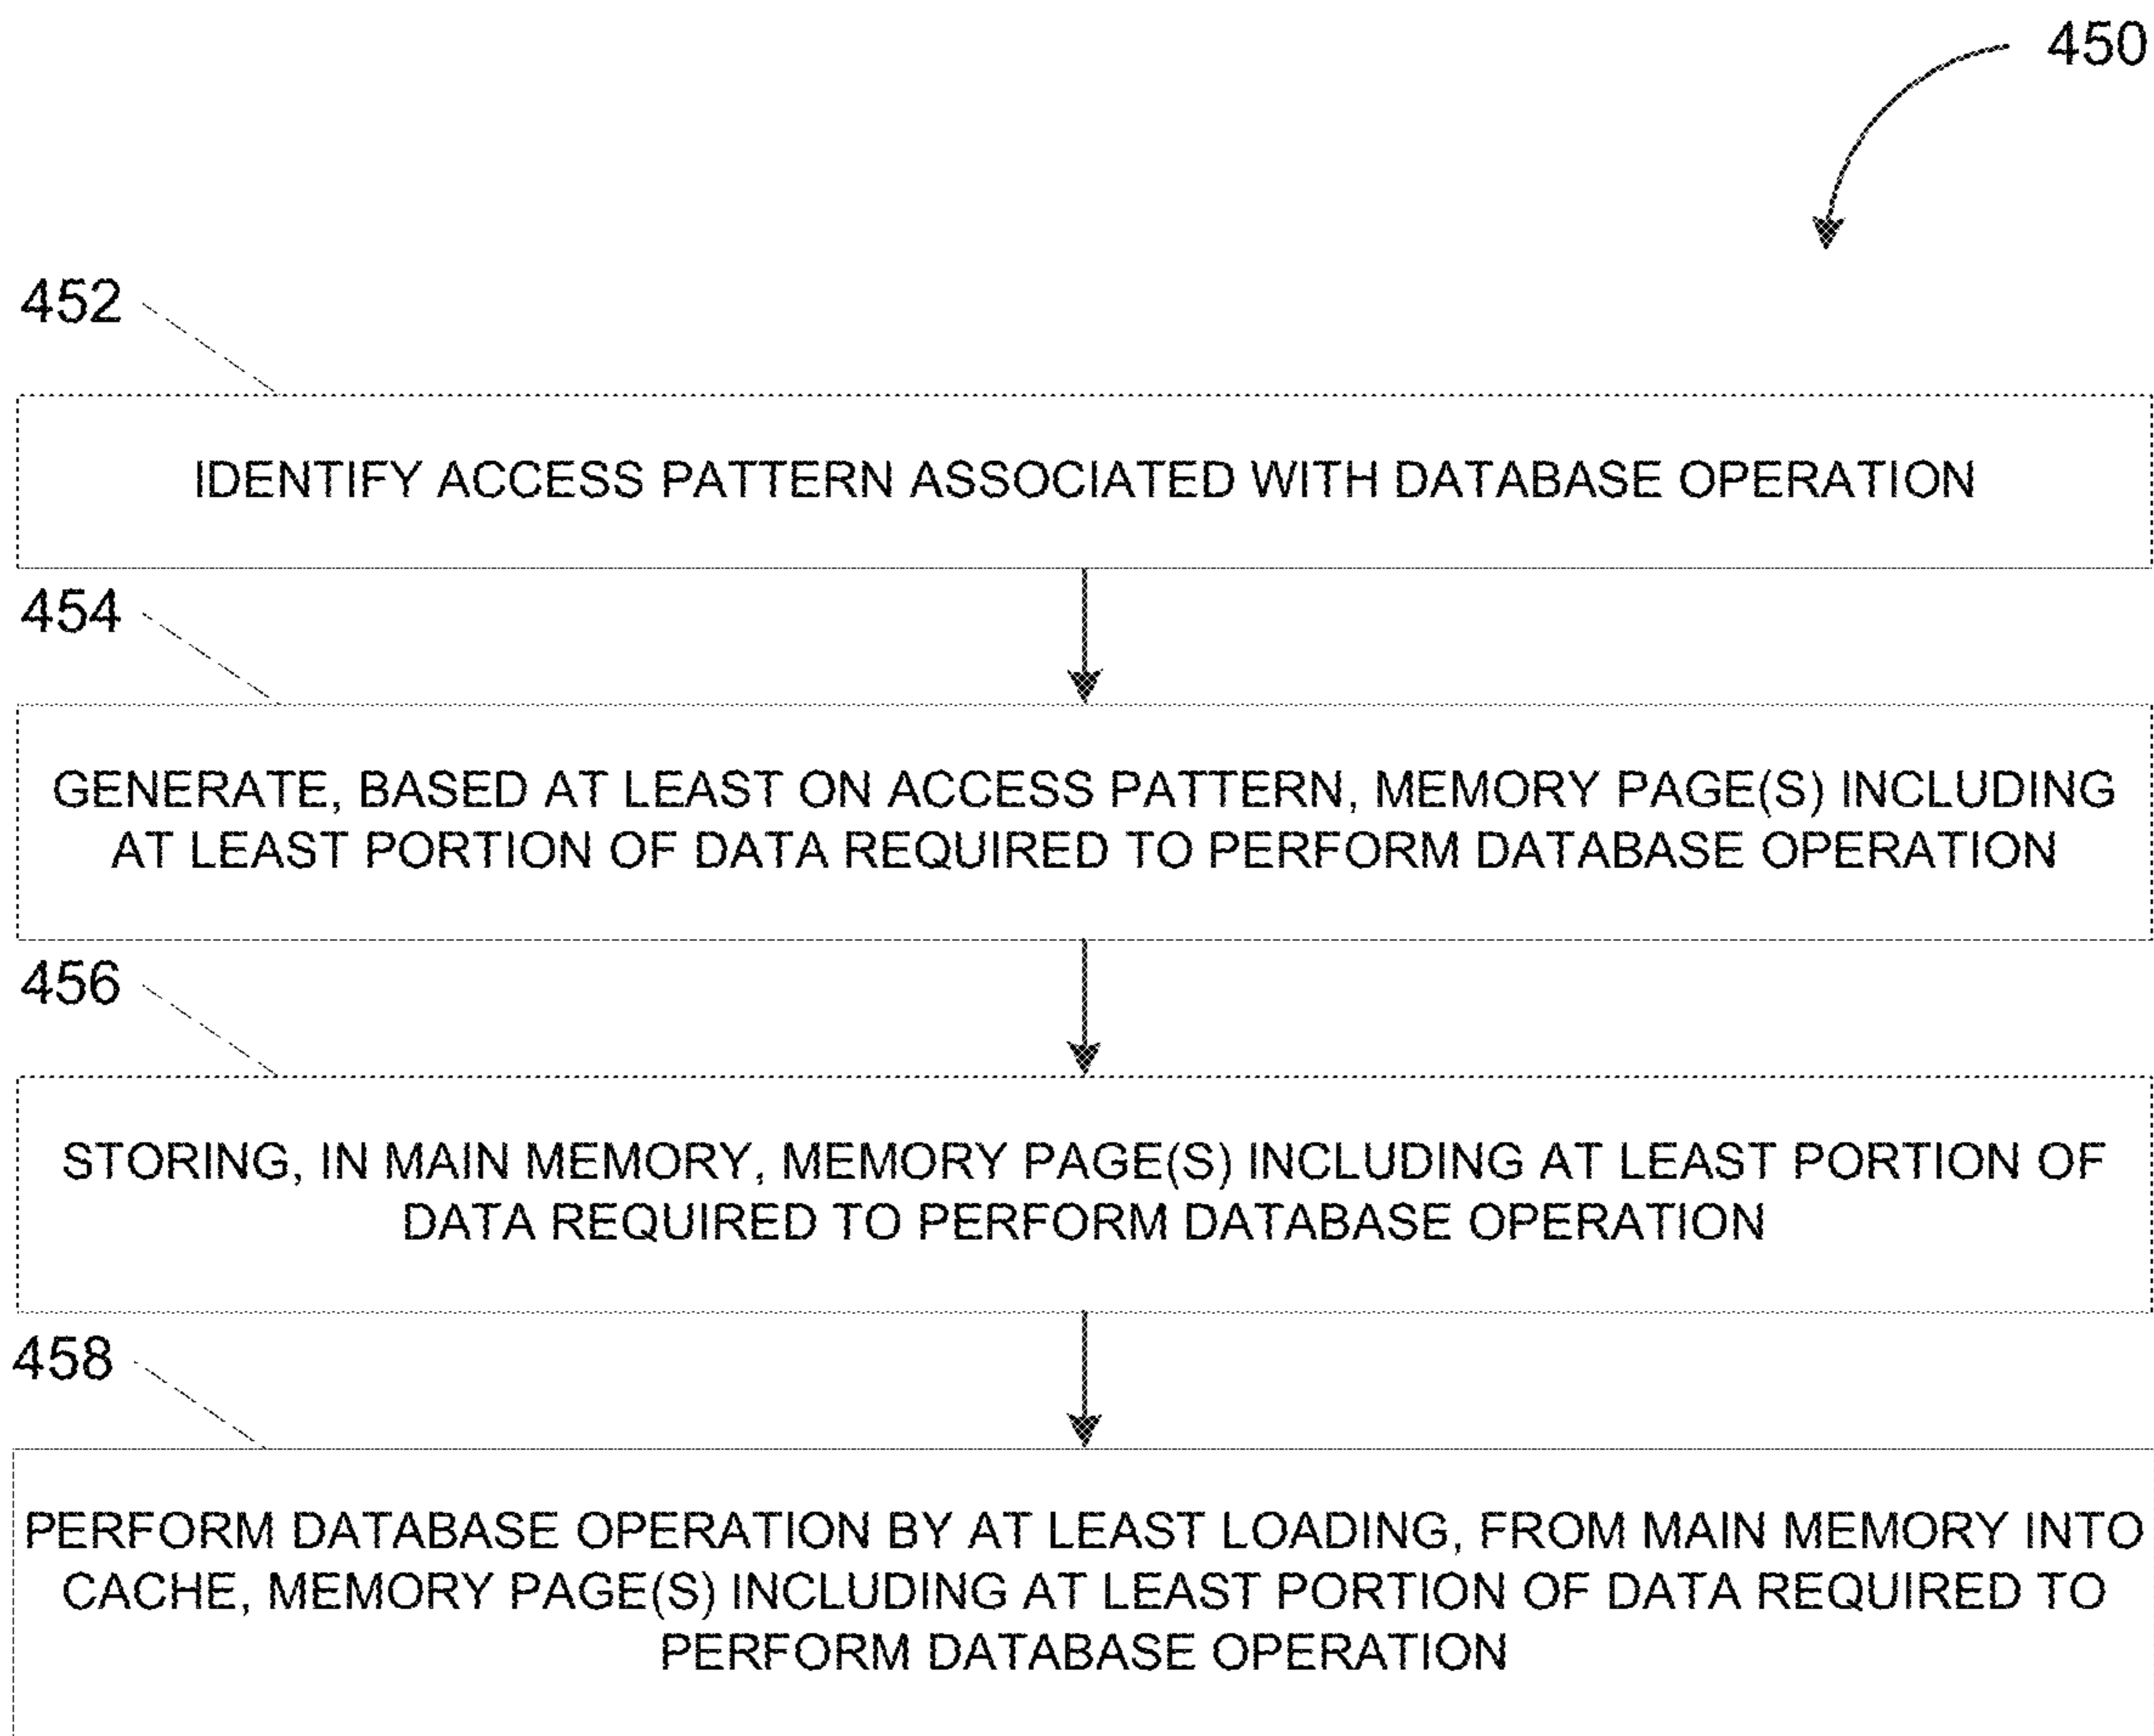 450
452
IDENTIFY ACCESS PATTERN ASSOCIATED WITH DATABASE OPERATION
454
GENERATE, BASED AT LEAST ON ACCESS PATTERN, MEMORY PAGE(S) INCLUDING
AT LEAST PORTION OF DATA REQUIRED TO PERFORM DATABASE OPERATION
456
STORING, IN MAIN MEMORY, MEMORY PAGE(S) INCLUDING AT LEAST PORTION OF
DATA REQUIRED TO PERFORM DATABASE OPERATION
458
PERFORM DATABASE OPERATION BY AT LEAST LOADING, FROM MAIN MEMORY INTO
CACHE, MEMORY PAGE(S) INCLUDING AT LEAST PORTION OF DATA REQUIRED TO
PERFORM DATABASE OPERATION